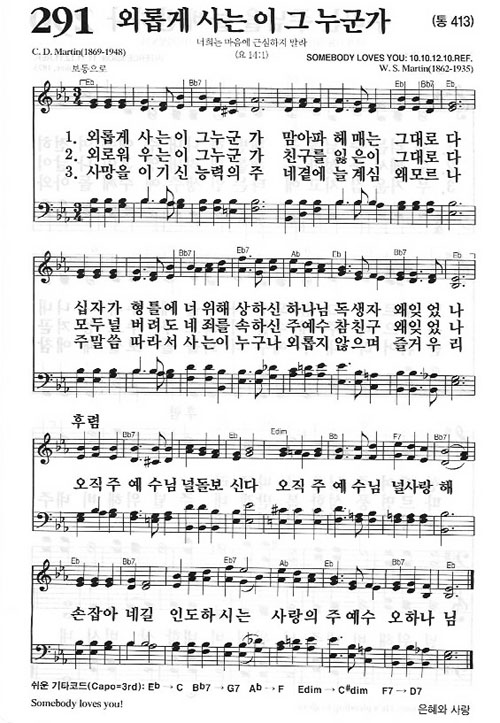 291 외롭게 사는 이 그 누군가 (통 413)
너희는 마음에 근심하지 말라
(요 14:1)
C. D. Martin(1869-1948)
SOMEBODY LOVES YOU: 10.10.12.10.REF.
W. S. Martin(1862-1935)
보통으로
Eb Bb7 Eb
1. 외롭게 사는이 그누군 가 맘아파 헤매는 그대로 다
2. 외로워 우는이 그누군 가 친구를 잃은이 그대로 다
3. 사망을 이기신 능력의 주 네곁에 늘계심 왜모르 나
Bb7 Eb7 Ab Eb Bb7 Eb
십자가 형틀에 너위해 상하신 하나님 독생자 왜잊었 나
모두널 버려도 네죄를 속하신 주예수 참친구 왜잊었 나
주말씀 따라서 사는이 누구나 외롭지않으며 즐거우 리
후렴
Bb7 Eb Edim Bb F7 Bb7
오직주 예수님 널돌보 신다 오직주 예수님 널사랑 해
Eb Eb7 Ab Eb Bb7 Eb
손잡아 네길 인도하시는 사랑의 주예수 오하나 님
쉬운 기타코드(Capo=3rd): Eb → C Bb7 → G7 Ab → F Edim → C#dim F7 → D7
Somebody loves you!
은혜와 사랑